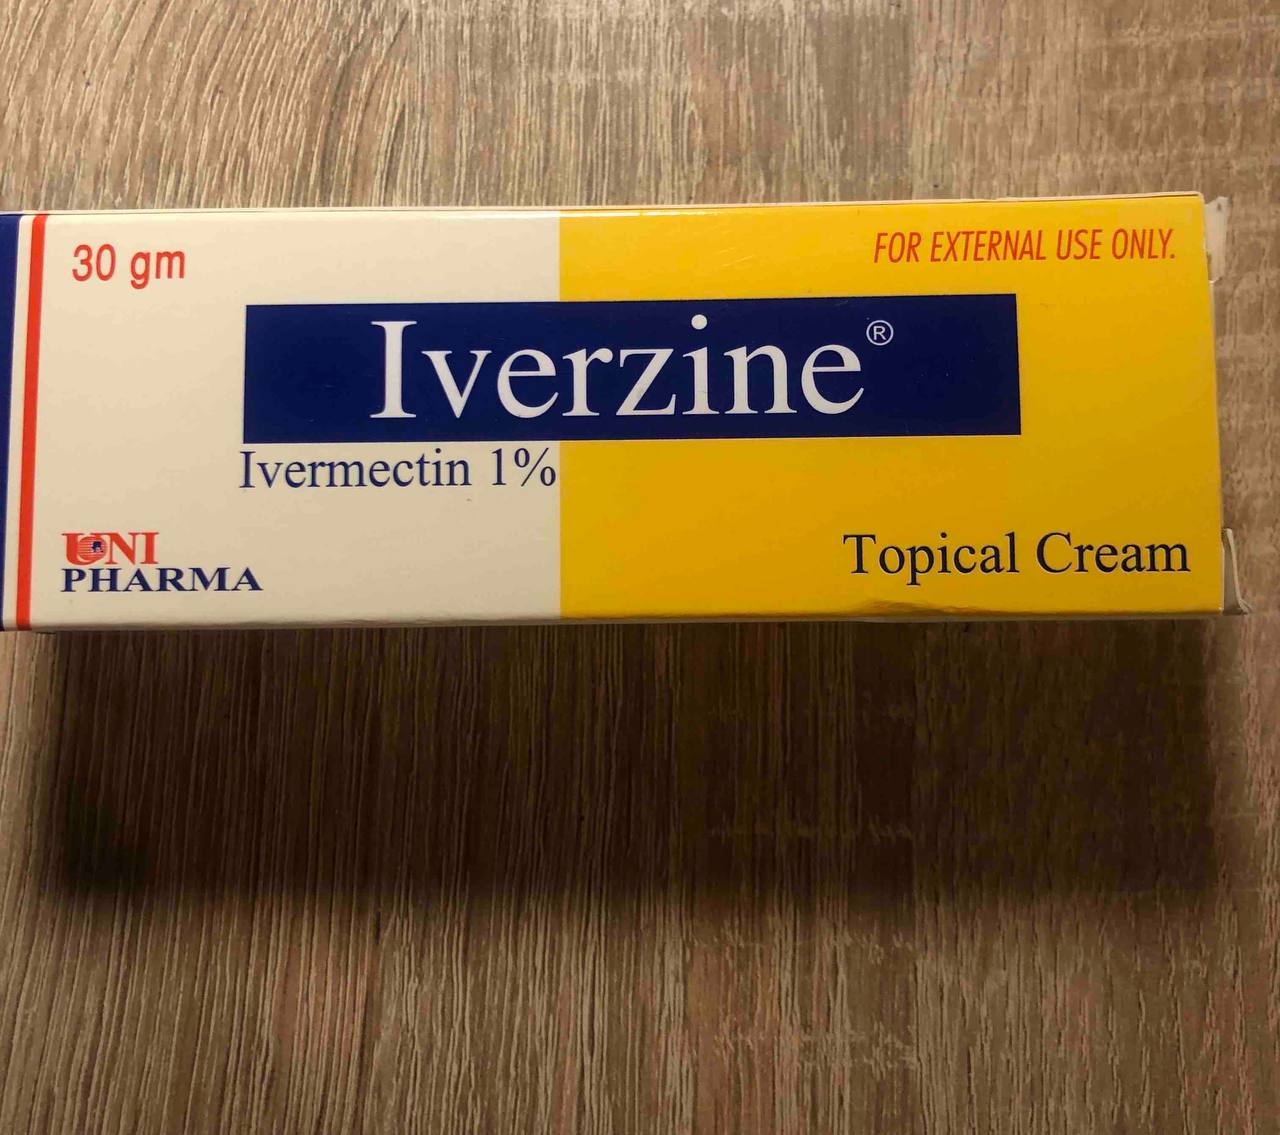 30 gm
FOR EXTERNAL USE ONLY.
Iverzine®
Ivermectin 1%
UNI
PHARMA
Topical Cream